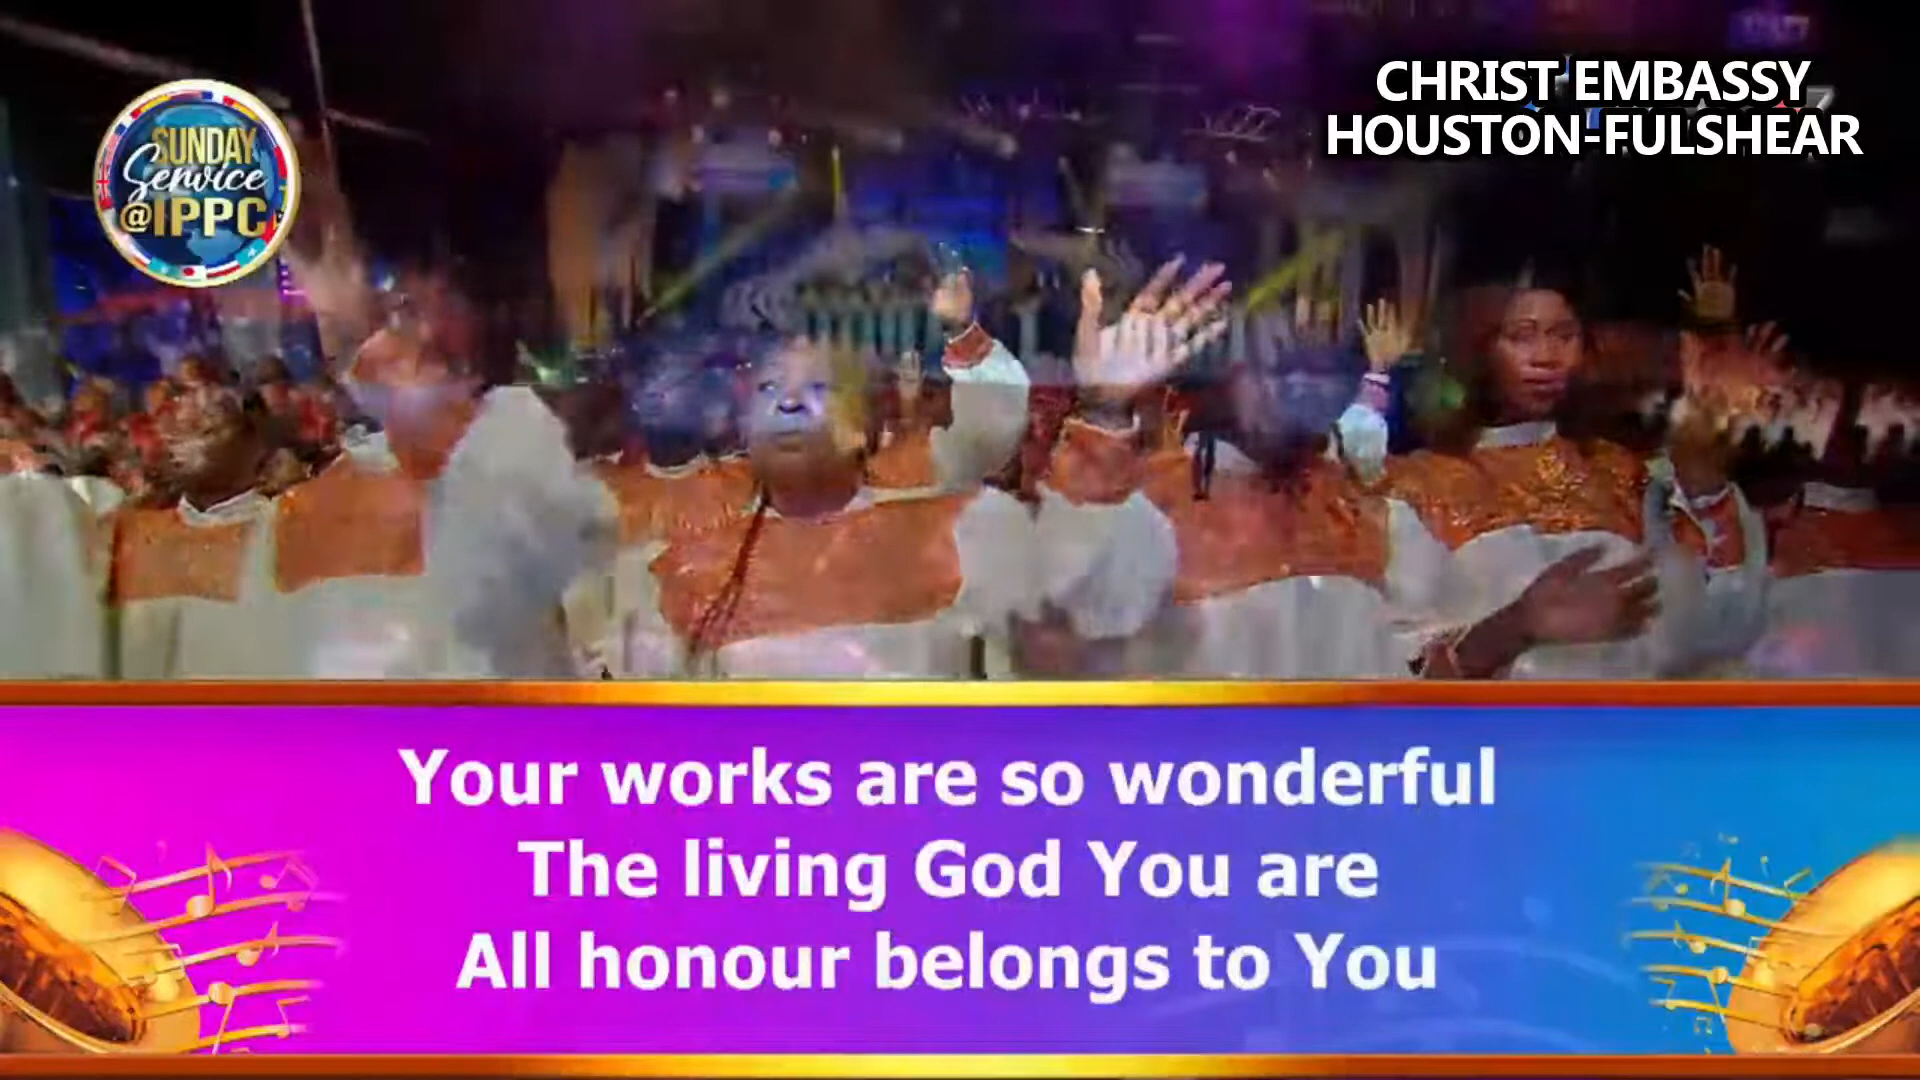 SUNDAY
Service
@IPPC
CHRIST EMBASSY
HOUSTON-FULSHEAR
Your works are so wonderful
The living God You are
All honour belongs to You